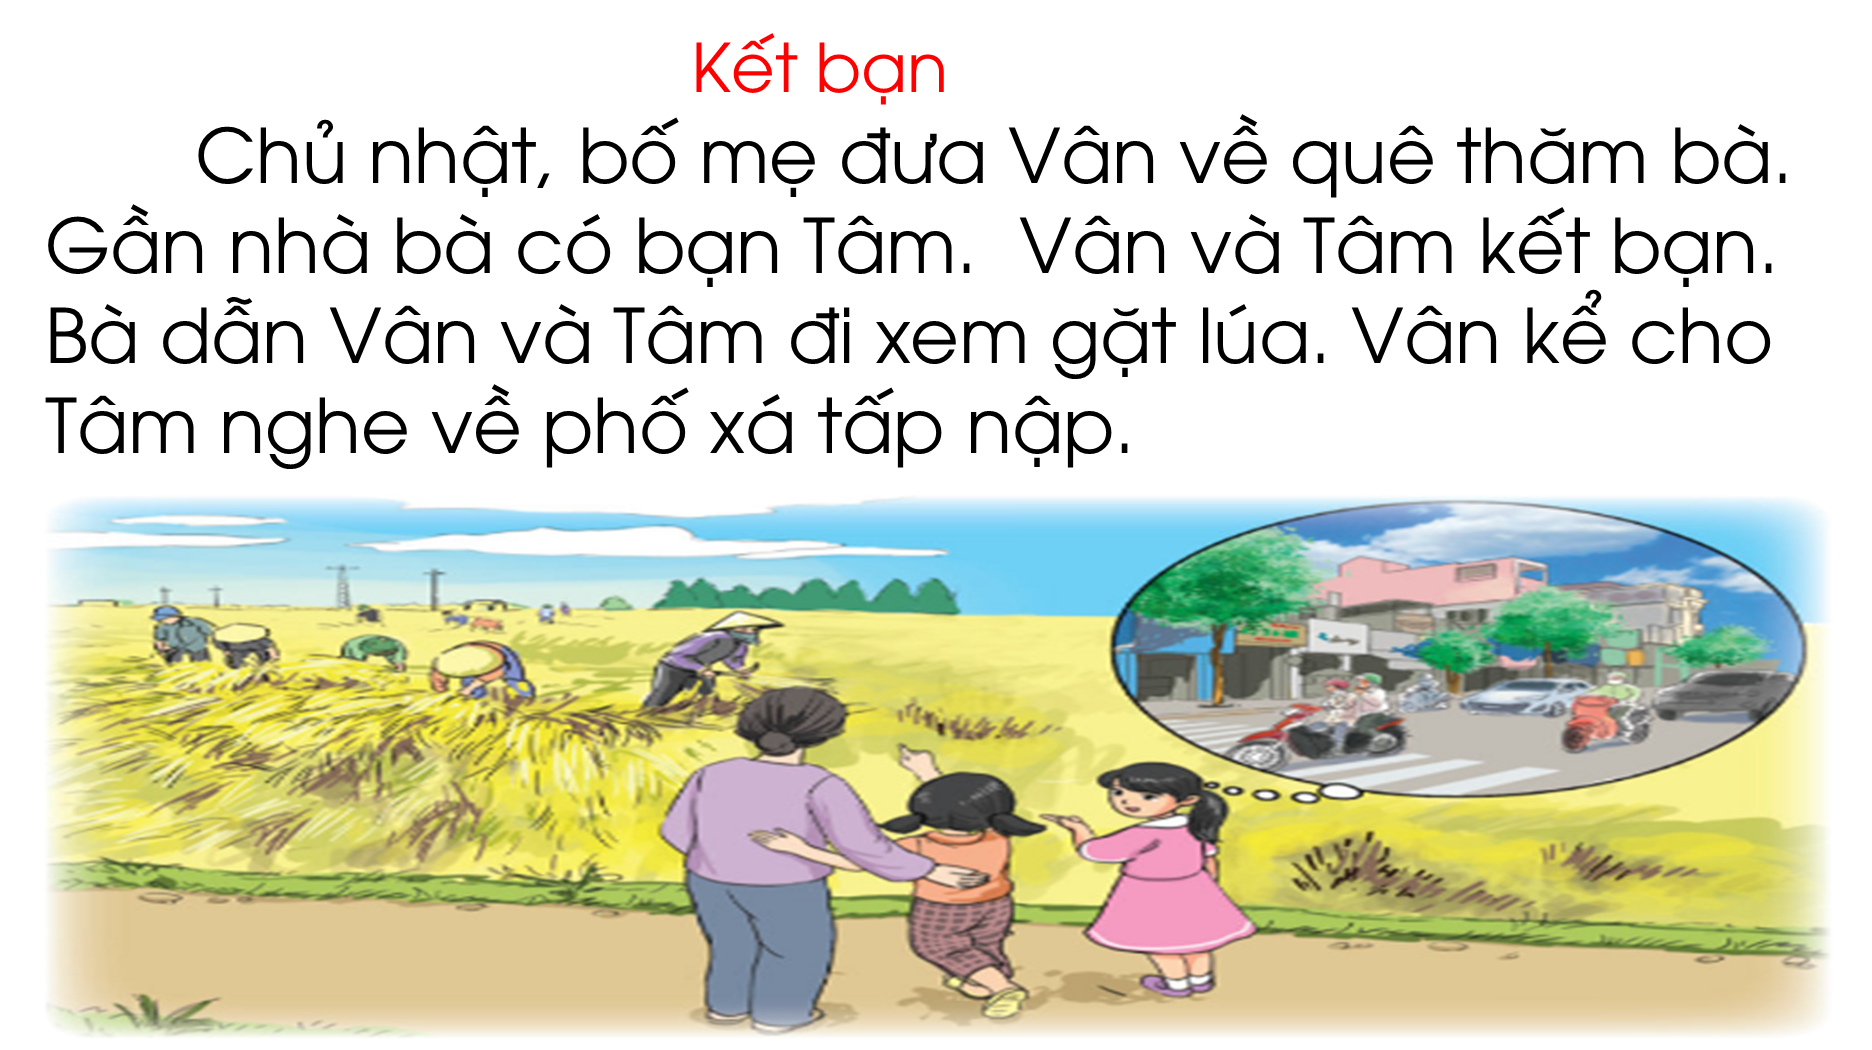 Kết bạn
Chủ nhật, bố mẹ đưa Vân về quê thăm bà.
Gần nhà bà có bạn Tâm. Vân và Tâm kết bạn.
Bà dẫn Vân và Tâm đi xem gặt lúa. Vân kể cho
Tâm nghe về phố xá tấp nập.